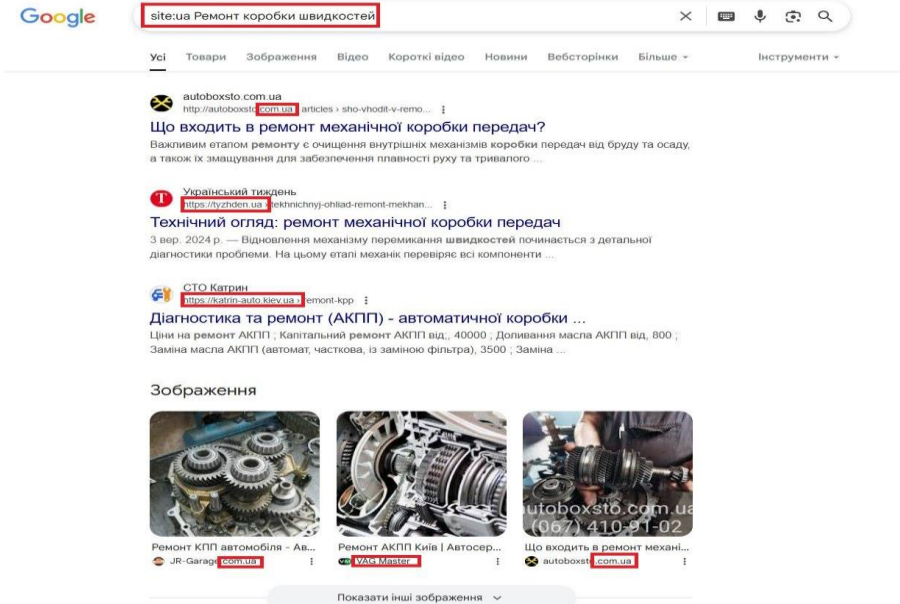 Google
site:ua Ремонт коробки швидкостей
Усі Товари Зображення Відео Короткі відео Новини Вебсторінки Більше Інструменти
autoboxsto.com.ua
http://autoboxsto.com.ua › articles › sho-vhodit-v-remo...
Що входить в ремонт механічної коробки передач?
Важливим етапом ремонту є очищення внутрішніх механізмів коробки передач від бруду та осаду,
а також їх змащування для забезпечення плавності руху та тривалого ...
Український тиждень
https://tyzhden.ua › tekhnichnyj-ohliad-remont-mekhan...
Технічний огляд: ремонт механічної коробки передач
3 вер. 2024 р. — Відновлення механізму перемикання швидкостей починається з детальної
діагностики проблеми. На цьому етапі механік перевіряє всі компоненти ...
СТО Катрин
https://katrin-auto.kiev.ua › remont-kpp
Діагностика та ремонт (АКПП) - автоматичної коробки ...
Ціни на ремонт АКПП ; Капітальний ремонт АКПП від,, 40000 ; Доливання масла АКПП від, 800 ;
Заміна масла АКПП (автомат, часткова, із заміною фільтра), 3500 ; Заміна ...
Зображення
utoboxsto.com.ua
(067) 410-91-02
Ремонт КПП автомобіля - Ав... Ремонт АКПП Київ | Автосер... Що входить в ремонт механі...
JR-Garage.com.ua VAG Master autoboxsto.com.ua
Показати інші зображення